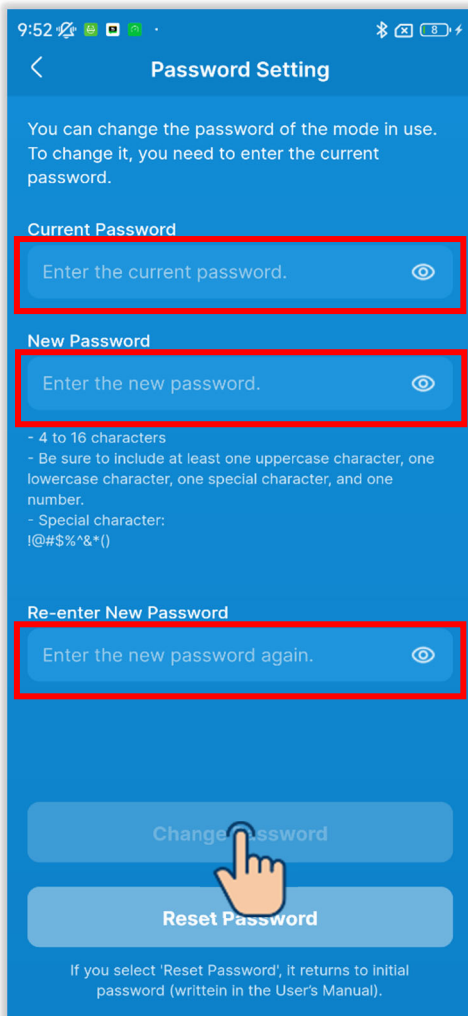 9:52
8
Password Setting
You can change the password of the mode in use.
To change it, you need to enter the current
password.
Current Password
Enter the current password.
New Password
Enter the new password.
- 4 to 16 characters
- Be sure to include at least one uppercase character, one
lowercase character, one special character, and one
number.
- Special character:
!@#$%^&*()
Re-enter New Password
Enter the new password again.
Change Password
Reset Password
If you select 'Reset Password', it returns to initial
password (writtein in the User's Manual).